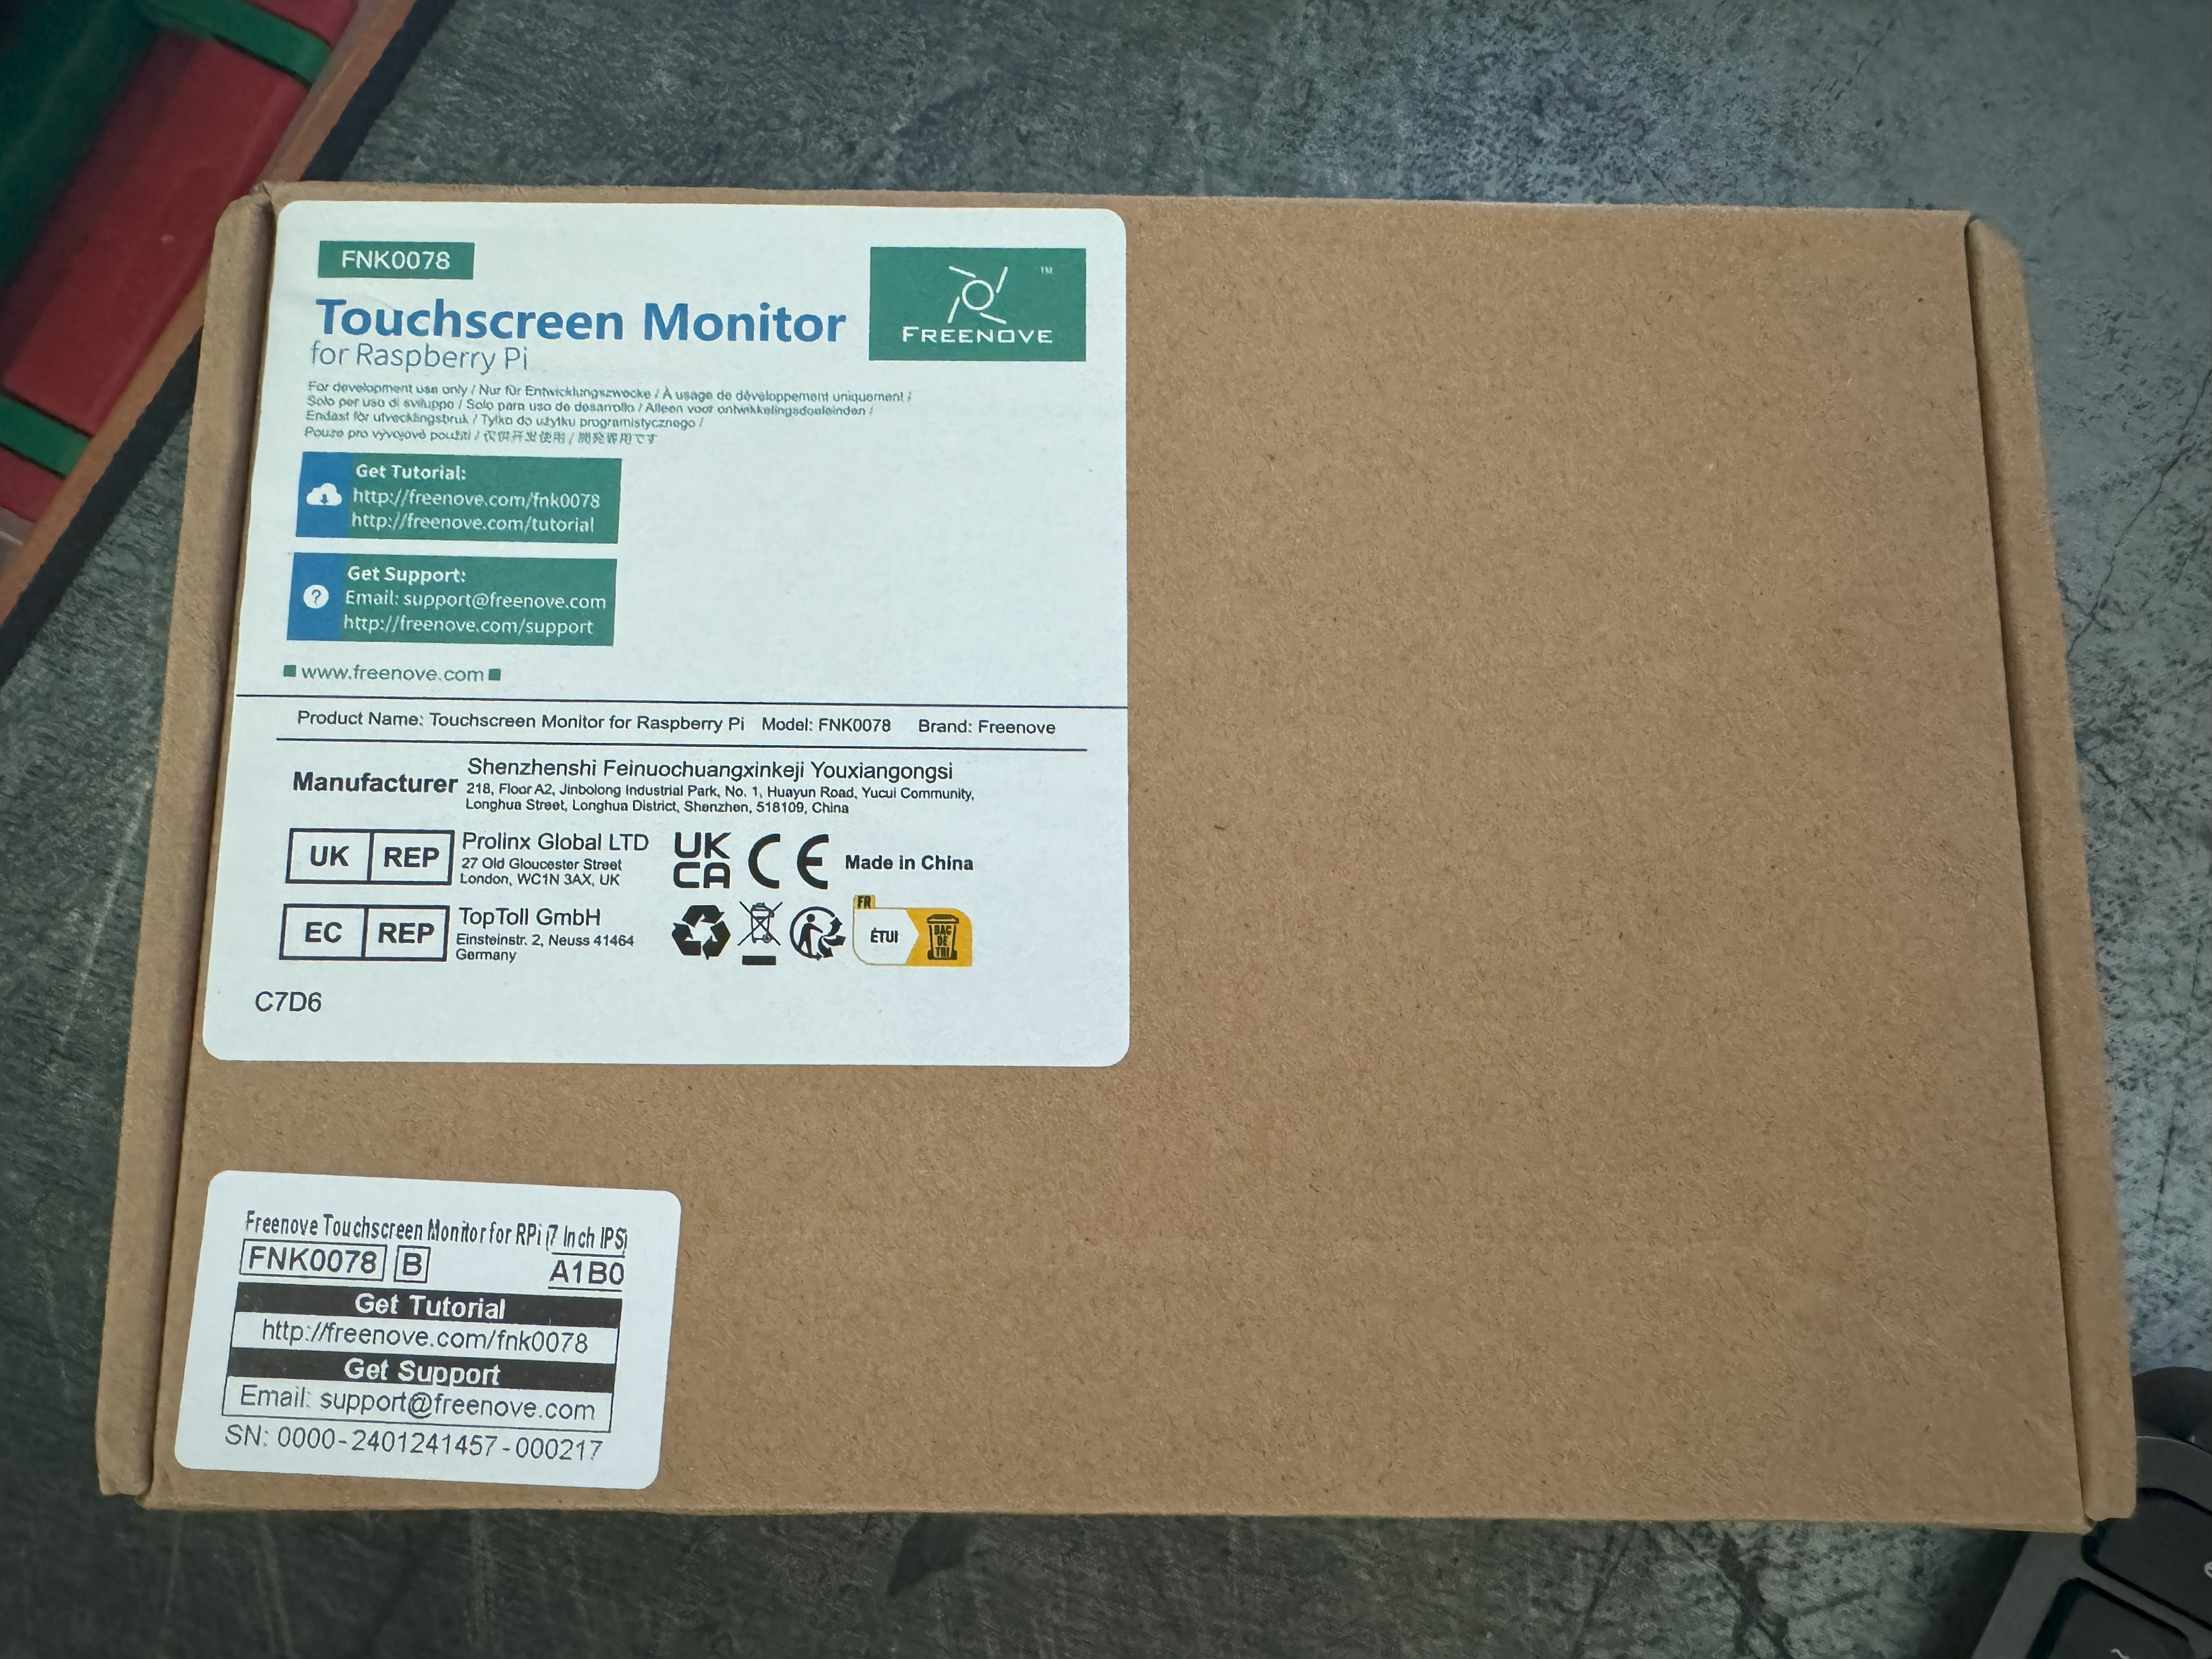 FNK0078
Touchscreen Monitor
for Raspberry Pi
™
FREENOVE
For development use only / Nur für Entwicklungszwecke / À usage de développement uniquement /
Solo per uso di sviluppo / Solo para uso de desarrollo / Alleen voor ontwikkelingsdoeleinden /
Endast för utvecklingsbruk / Tylko do użytku programistycznego /
Pouze pro vývojové použití /
Get Tutorial:
http://freenove.com/fnk0078
http://freenove.com/tutorial
?
Get Support:
Email: support@freenove.com
http://freenove.com/support
www.freenove.com
Product Name: Touchscreen Monitor for Raspberry Pi Model: FNK0078 Brand: Freenove
Manufacturer
Shenzhenshi Feinuochuangxinkeji Youxiangongsi
218, Floor A2, Jinbolong Industrial Park, No. 1, Huayun Road, Yucui Community,
Longhua Street, Longhua District, Shenzhen, 518109, China
UK REP
Prolinx Global LTD
27 Old Gloucester Street
London, WC1N 3AX, UK
UK
CA
CE
Made in China
EC REP
TopToll GmbH
Einsteinstr. 2, Neuss 41464
Germany
FR
ÉTUI
BAC
DE
TRI
C7D6
Freenove Touchscreen Monitor for RPi (7 Inch IPS)
FNK0078 B A1B0
Get Tutorial
http://freenove.com/fnk0078
Get Support
Email: support@freenove.com
SN: 0000-2401241457-000217